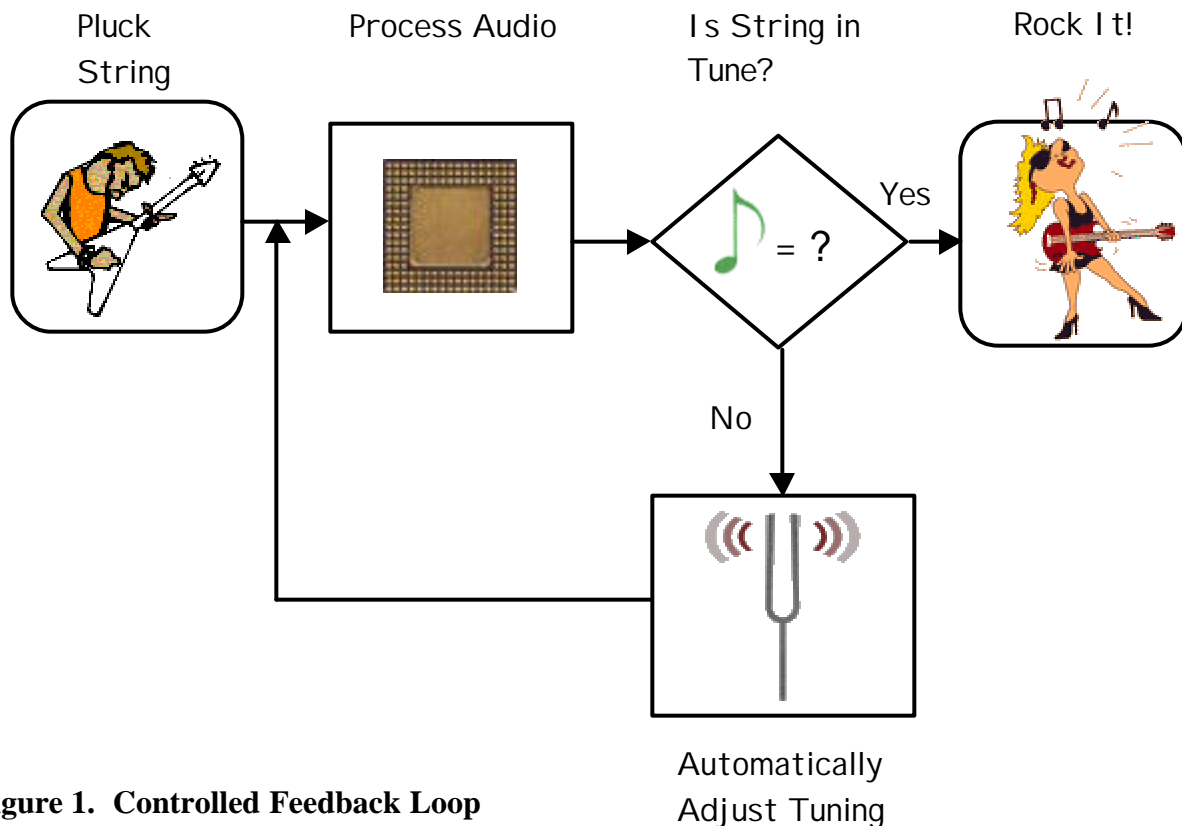 Pluck
String
Process Audio
Is String in
Tune?
Rock It!
= ?
Yes
No
Automatically
Adjust Tuning
gure 1. Controlled Feedback Loop